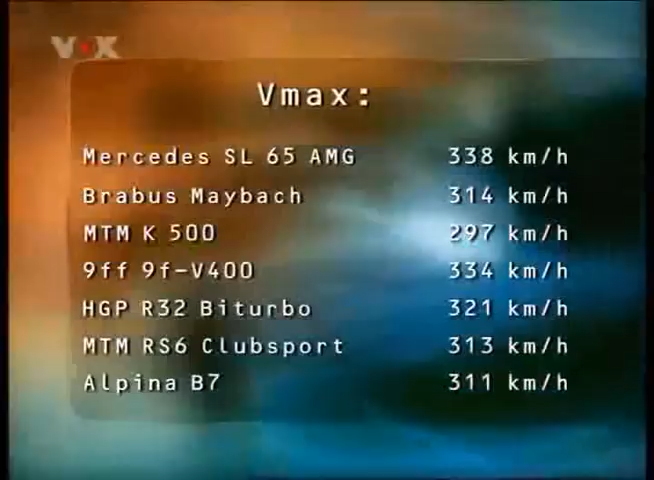 VOX
Vmax:
Mercedes SL 65 AMG 338 km/h
Brabus Maybach 314 km/h
MTM K 500 297 km/h
9ff 9f-V400 334 km/h
HGP R32 Biturbo 321 km/h
MTM RS6 Clubsport 313 km/h
Alpina B7 311 km/h